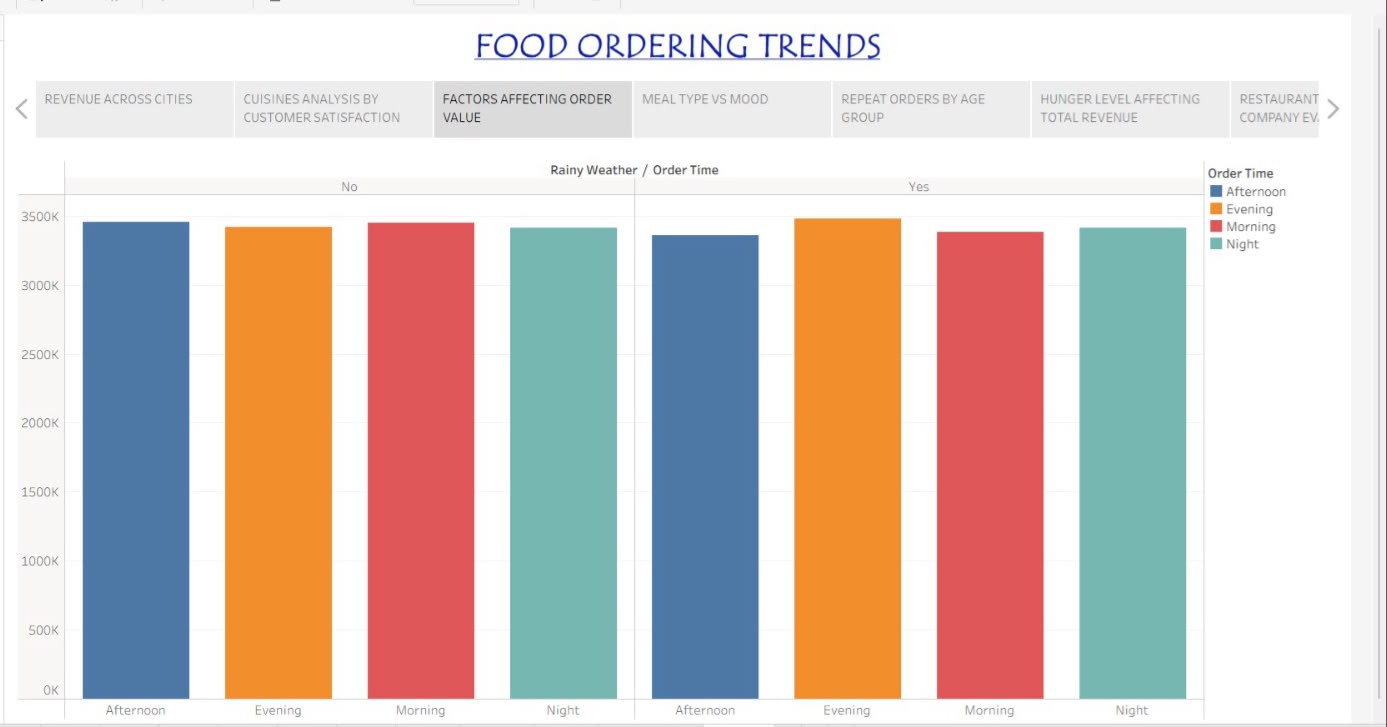 FOOD ORDERING TRENDS
REVENUE ACROSS CITIES
CUISINES ANALYSIS BY
CUSTOMER SATISFACTION
FACTORS AFFECTING ORDER
VALUE
MEAL TYPE VS MOOD
REPEAT ORDERS BY AGE
GROUP
HUNGER LEVEL AFFECTING
TOTAL REVENUE
RESTAURANT
COMPANY EV
Rainy Weather / Order Time
No
Yes
3500K
3000K
2500K
2000K
1500K
1000K
500K
0K
Afternoon
Evening
Morning
Night
Afternoon
Evening
Morning
Night
Order Time
Afternoon
Evening
Morning
Night